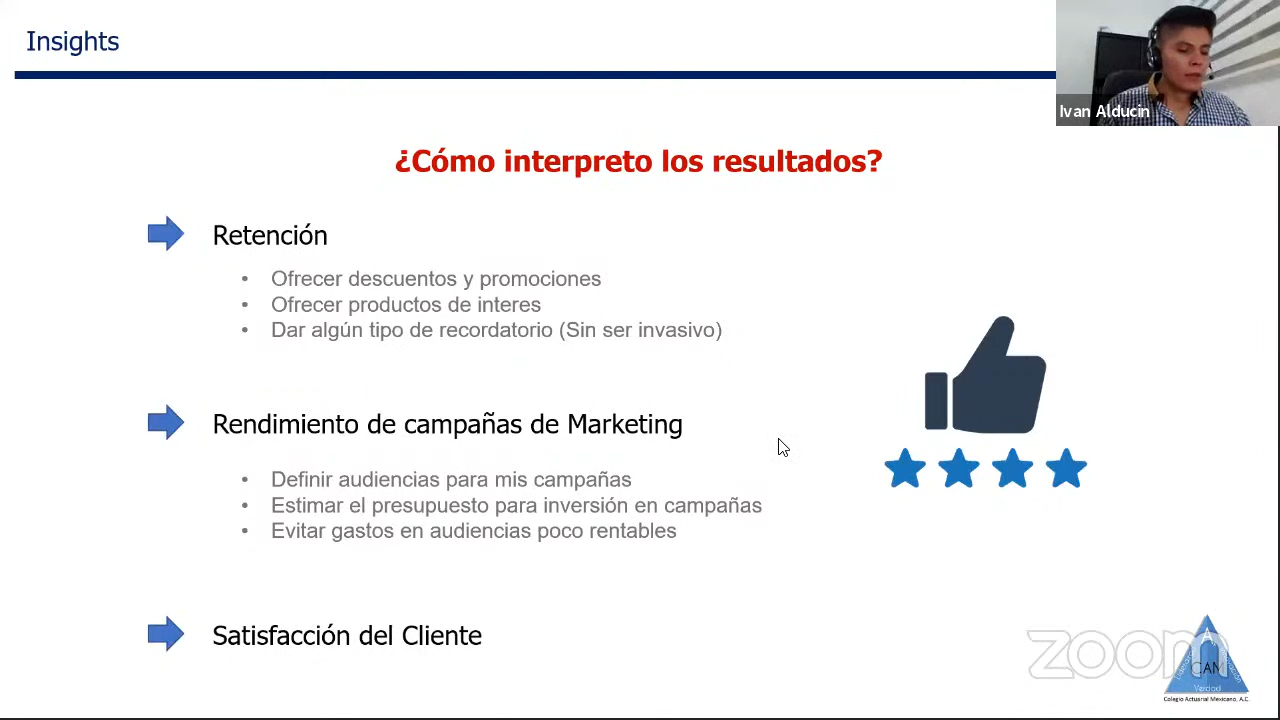 Insights
Ivan Alducin
¿Cómo interpreto los resultados?
Retención
• Ofrecer descuentos y promociones
• Ofrecer productos de interes
• Dar algún tipo de recordatorio (Sin ser invasivo)
Rendimiento de campañas de Marketing
• Definir audiencias para mis campañas
• Estimar el presupuesto para inversión en campañas
• Evitar gastos en audiencias poco rentables
Satisfacción del Cliente
zoom
CAM
Verdad
Colegio Actuarial Mexicano, A.C.